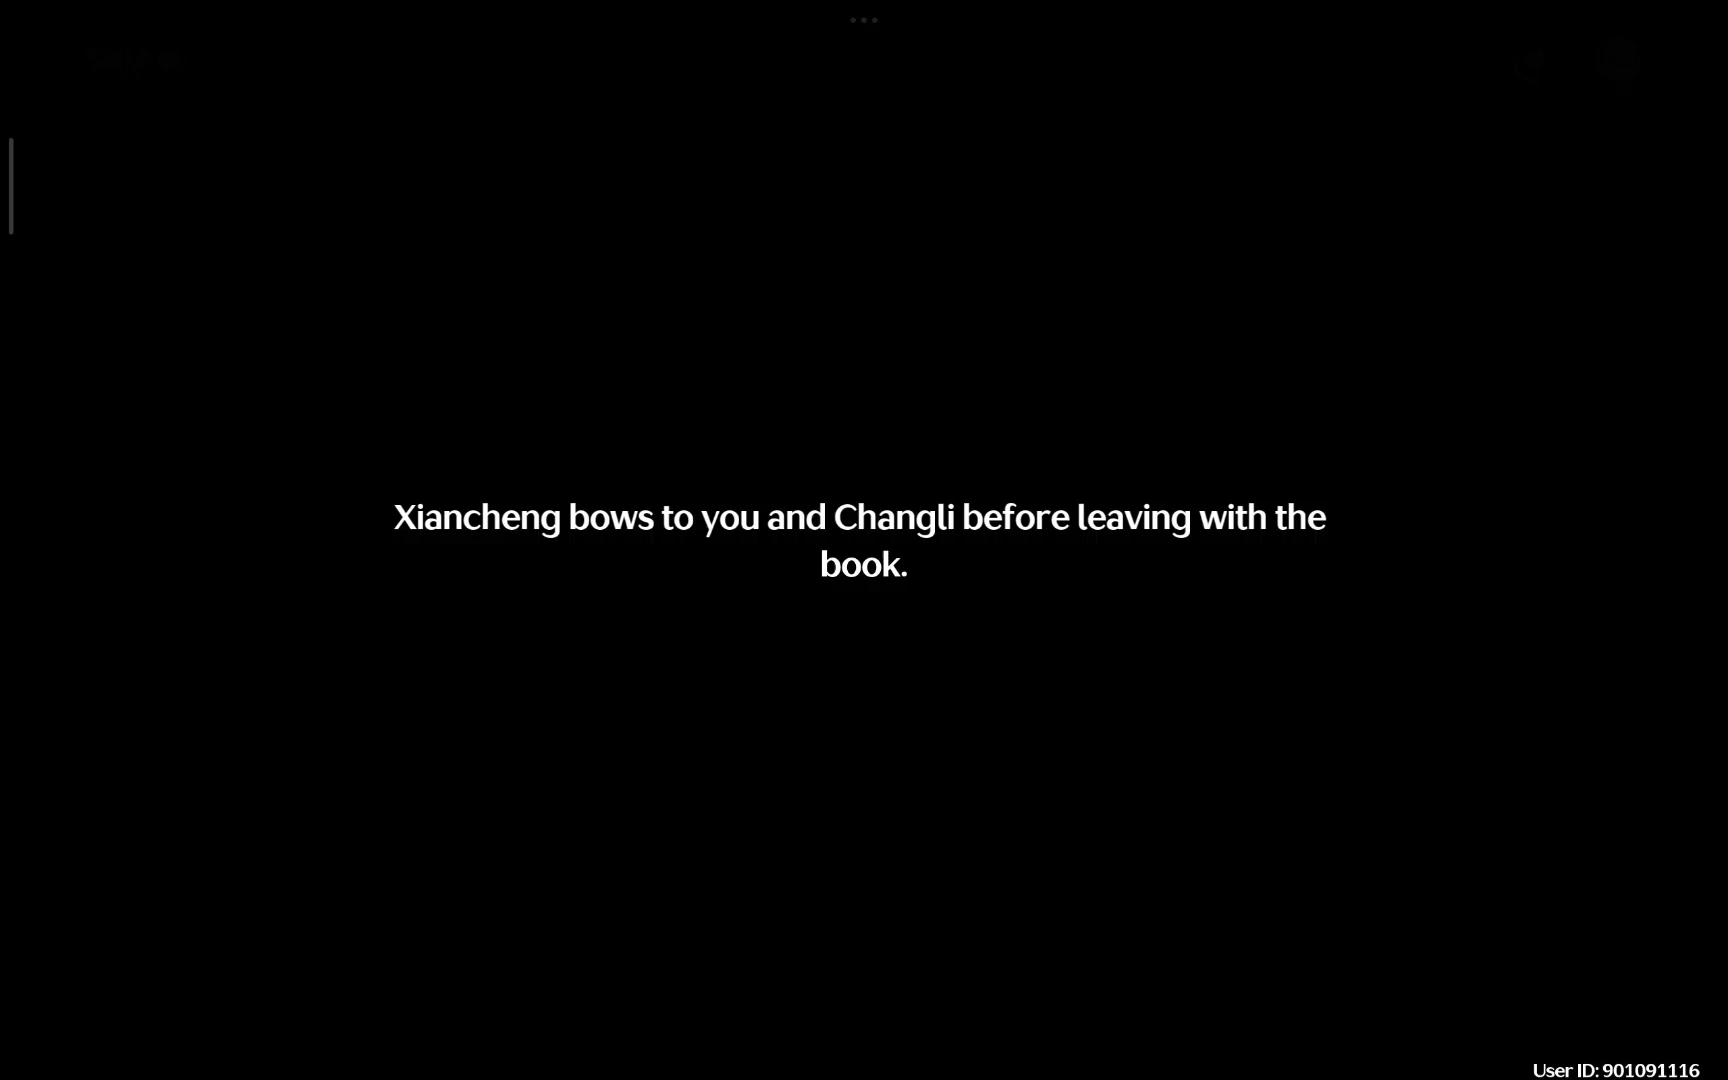 Xiancheng bows to you and Changli before leaving with the
book.
User ID: 901091116